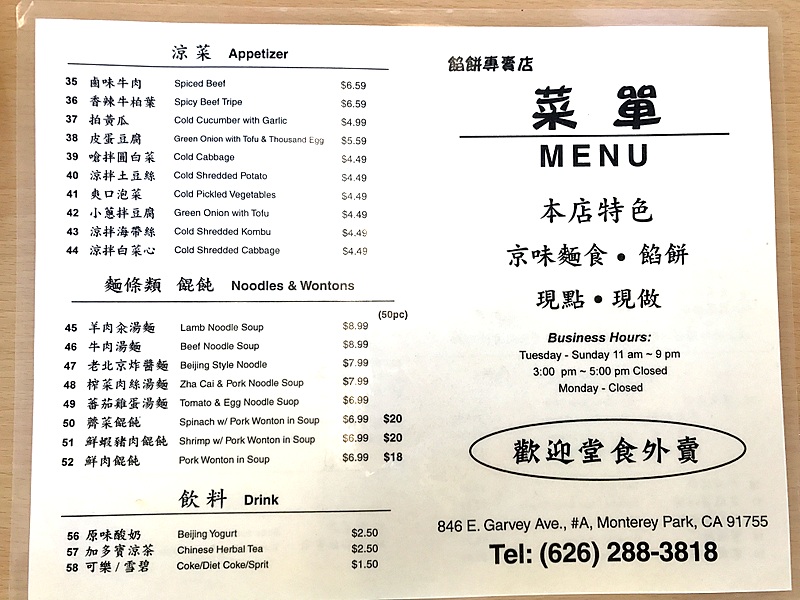 涼菜 Appetizer
35 鹵味牛肉 Spiced Beef $6.59
36 香辣牛柏葉 Spicy Beef Tripe $6.59
37 拍黃瓜 Cold Cucumber with Garlic $4.99
38 皮蛋豆腐 Green Onion with Tofu & Thousand Egg $5.59
39 嗆拌圓白菜 Cold Cabbage $4.49
40 涼拌土豆絲 Cold Shredded Potato $4.49
41 爽口泡菜 Cold Pickled Vegetables $4.49
42 小蔥拌豆腐 Green Onion with Tofu $4.49
43 涼拌海帶絲 Cold Shredded Kombu $4.49
44 涼拌白菜心 Cold Shredded Cabbage $4.49
麵條類 餛飩 Noodles & Wontons
(50pc)
45 羊肉汆湯麵 Lamb Noodle Soup $8.99
46 牛肉湯麵 Beef Noodle Soup $8.99
47 老北京炸醬麵 Beijing Style Noodle $7.99
48 榨菜肉絲湯麵 Zha Cai & Pork Noodle Suop $7.99
49 蕃茄雞蛋湯麵 Tomato & Egg Noodle Suop $6.99
50 薺菜餛飩 Spinach w/ Pork Wonton in Soup $6.99 $20
51 鮮蝦豬肉餛飩 Shrimp w/ Pork Wonton in Soup $6.99 $20
52 鮮肉餛飩 Pork Wonton in Soup $6.99 $18
飲料 Drink
56 原味酸奶 Beijing Yogurt $2.50
57 加多寶涼茶 Chinese Herbal Tea $2.50
58 可樂/雪碧 Coke/Diet Coke/Sprit $1.50
餡餅專賣店
菜單
MENU
本店特色
京味麵食•餡餅
現點•現做
Business Hours:
Tuesday - Sunday 11 am ~ 9 pm
3:00 pm ~ 5:00 pm Closed
Monday - Closed
歡迎堂食外賣
846 E. Garvey Ave., #A, Monterey Park, CA 91755
Tel: (626) 288-3818